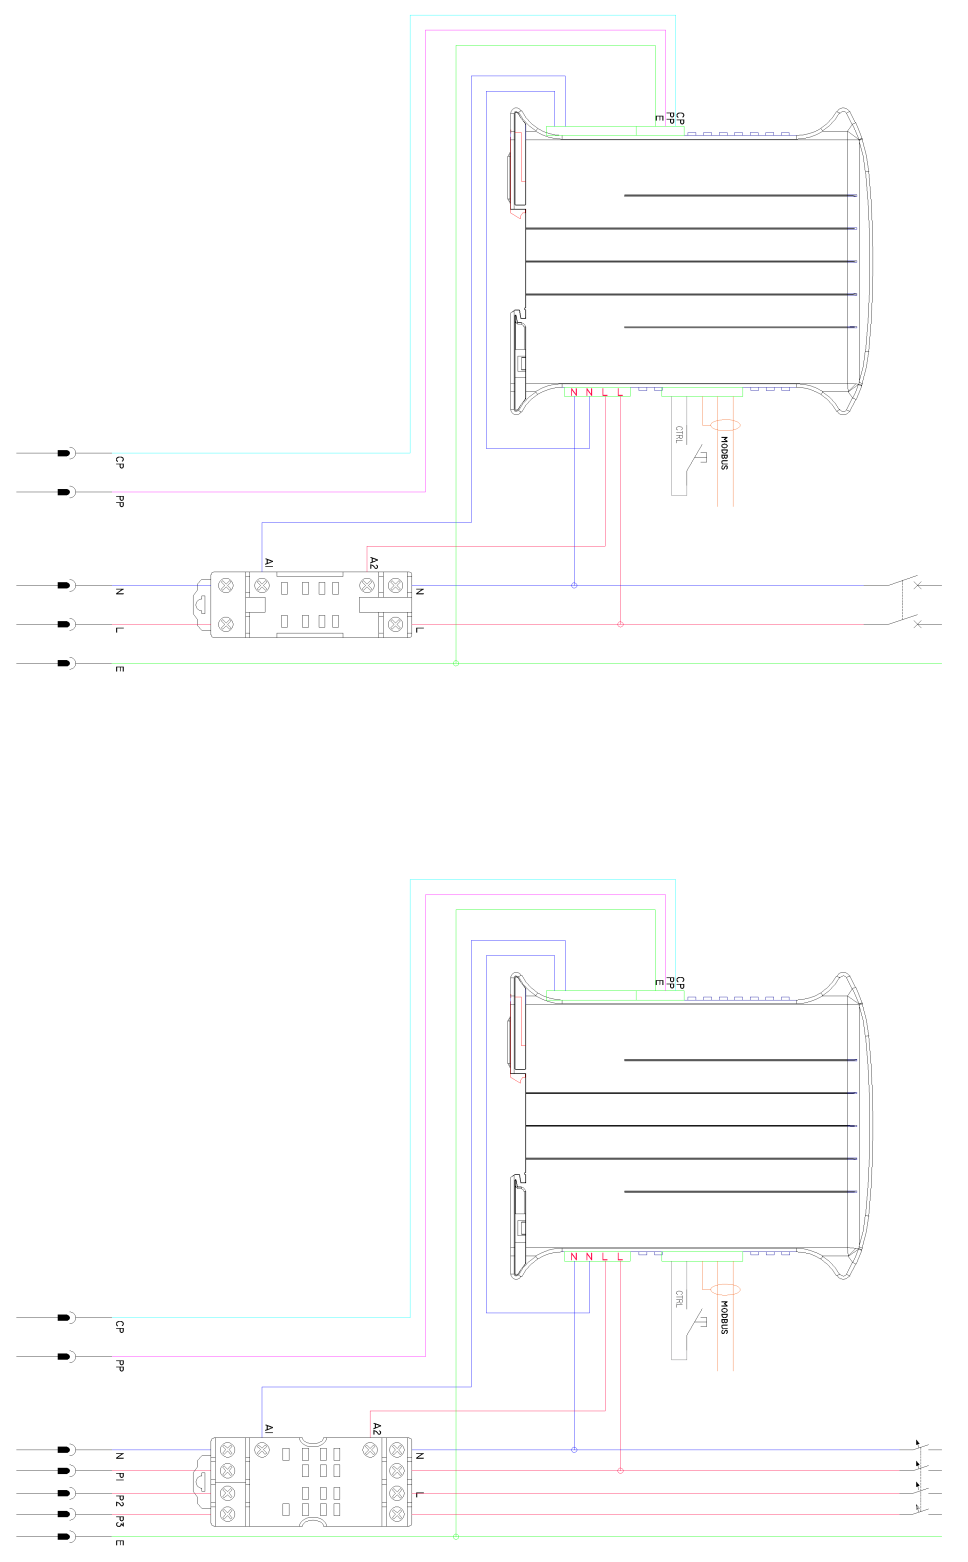 E PP CP
N N L L
CTRL
MODBUS
CP
PP
A1 A2
N N
L L
E
E PP CP
N N L L
CTRL
MODBUS
CP
PP
A1 A2
N N
P1
P2 L
P3
E